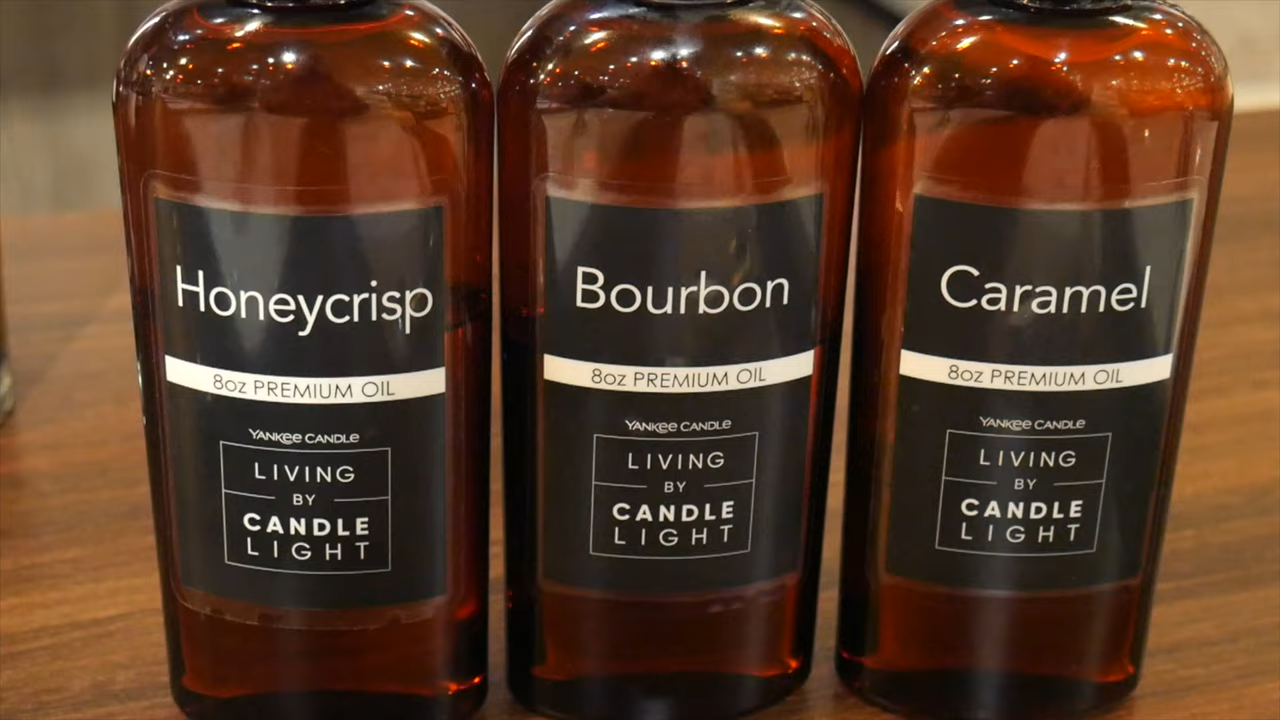 Honeycrisp
8oz PREMIUM OIL
YANKee CANDLe
LIVING
BY
CANDLE
LIGHT
Bourbon
8oz PREMIUM OIL
YANKee CANDLe
LIVING
BY
CANDLE
LIGHT
Caramel
8oz PREMIUM OIL
YANKee CANDLe
LIVING
BY
CANDLE
LIGHT